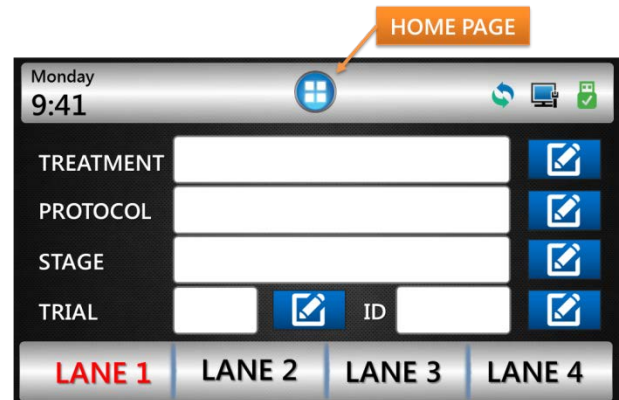 HOME PAGE
Monday
9:41
TREATMENT
PROTOCOL
STAGE
TRIAL ID
LANE 1 LANE 2 LANE 3 LANE 4